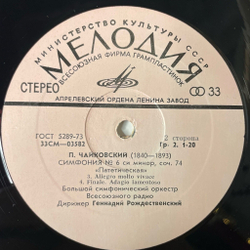 МИНИСТЕРСТВО КУЛЬТУРЫ СССР
МЕЛОДИЯ
ВСЕСОЮЗНАЯ ФИРМА ГРАМПЛАСТИНОК
СТЕРЕО
33
АПРЕЛЕВСКИЙ ОРДЕНА ЛЕНИНА ЗАВОД
ГОСТ 5289-73
2 сторона
33СМ—03582
Гр. 2. 1-20
П. ЧАЙКОВСКИЙ (1840—1893)
СИМФОНИЯ № 6 си минор, соч. 74
«Патетическая»
3. Allegro molto vivace
4. Finale. Adagio lamentoso
Большой симфонический оркестр
Всесоюзного радио
Дирижер Геннадий Рождественский